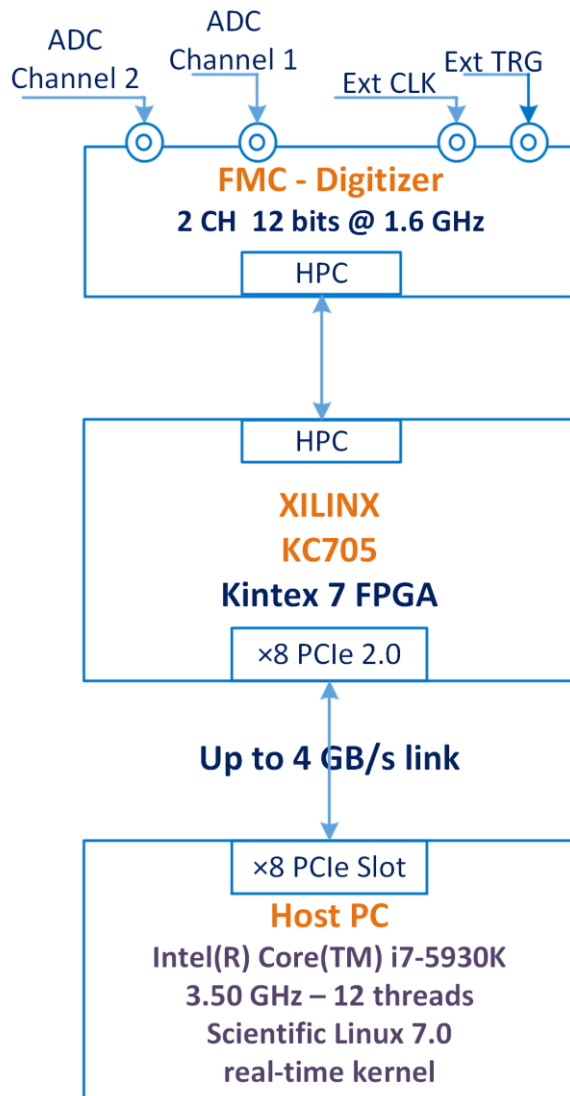 ADC
Channel 2
ADC
Channel 1
Ext CLK
Ext TRG
FMC - Digitizer
2 CH  12 bits @ 1.6 GHz
HPC
HPC
XILINX
KC705
Kintex 7 FPGA
×8 PCIe 2.0
Up to 4 GB/s link
×8 PCIe Slot
Host PC
Intel(R) Core(TM) i7-5930K
3.50 GHz – 12 threads
Scientific Linux 7.0
real-time kernel